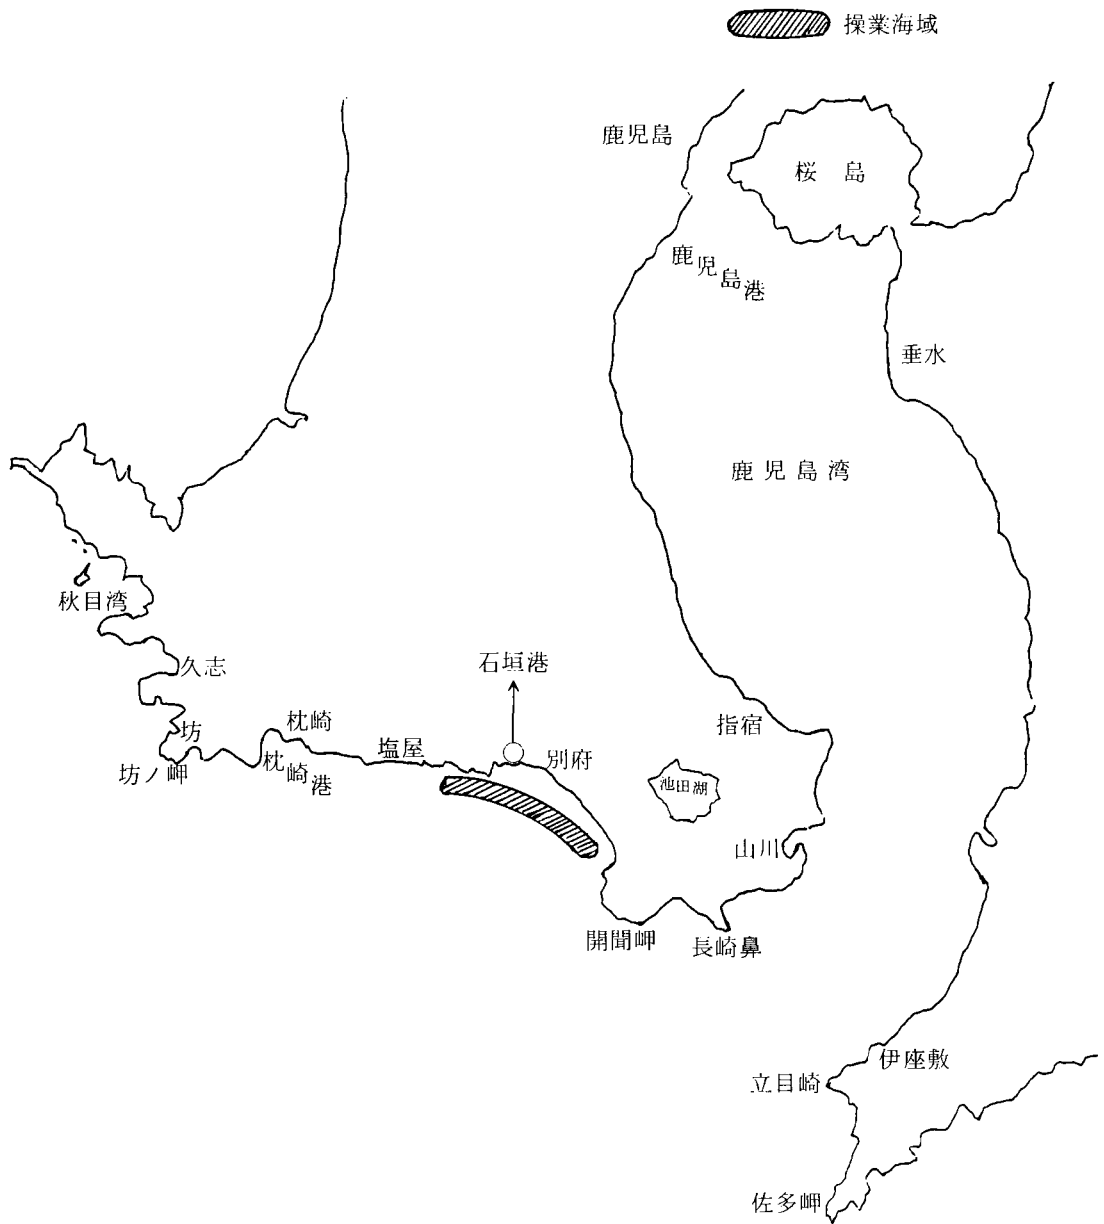 操業海域
鹿児島
桜島
鹿児島港
垂水
鹿児島湾
秋目湾
久志
石垣港
坊
枕崎
指宿
塩屋
別府
坊ノ岬
枕崎港
池田湖
山川
開聞岬
長崎鼻
伊座敷
立目崎
佐多岬